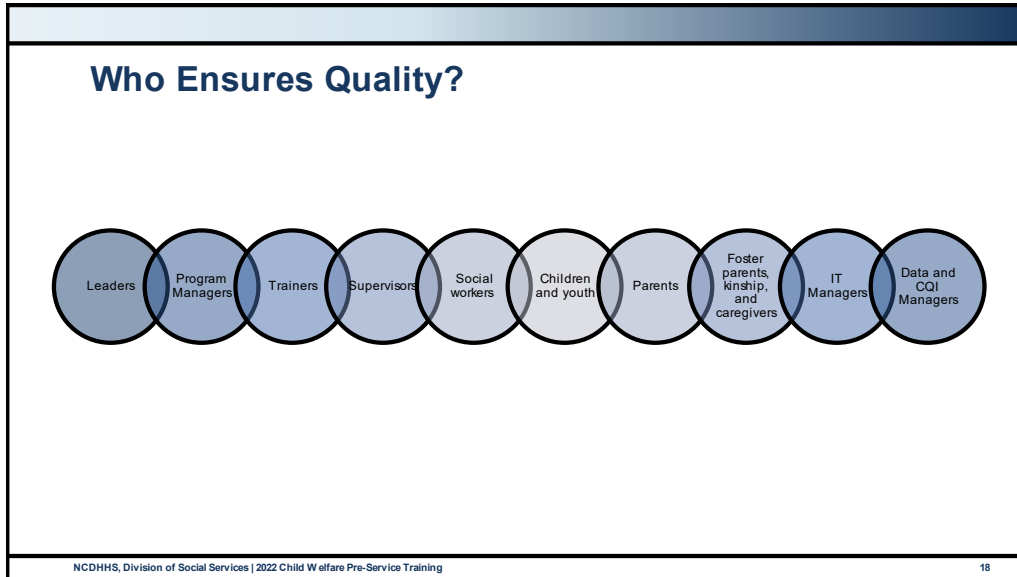 Who Ensures Quality?
Leaders
Program
Managers
Trainers
Supervisors
Social
workers
Children
and youth
Parents
Foster
parents,
kinship,
and
caregivers
IT
Managers
Data and
CQI
Managers
NCDHHS, Division of Social Services | 2022 Child Welfare Pre-Service Training
18